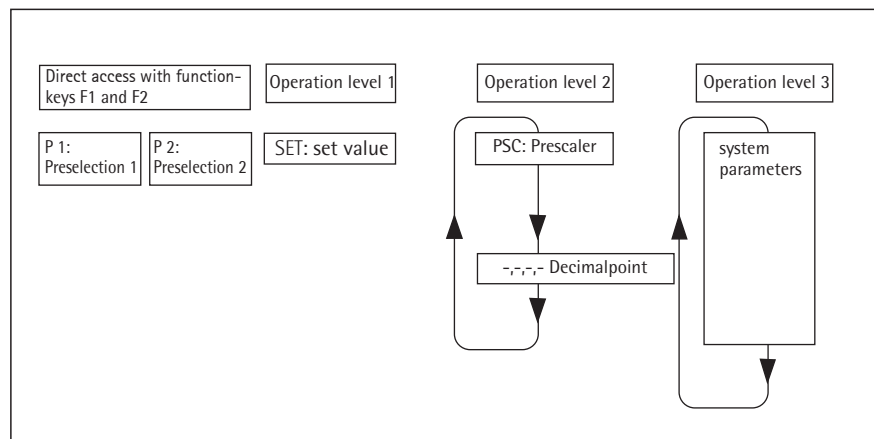 Direct access with function-
keys F1 and F2
Operation level 1
Operation level 2
Operation level 3
P 1:
Preselection 1
P 2:
Preselection 2
SET: set value
PSC: Prescaler
system
parameters
-,-,-,- Decimalpoint